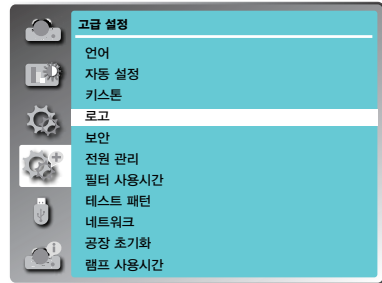 고급 설정
언어
자동 설정
키스톤
로고
보안
전원 관리
필터 사용시간
테스트 패턴
네트워크
공장 초기화
램프 사용시간